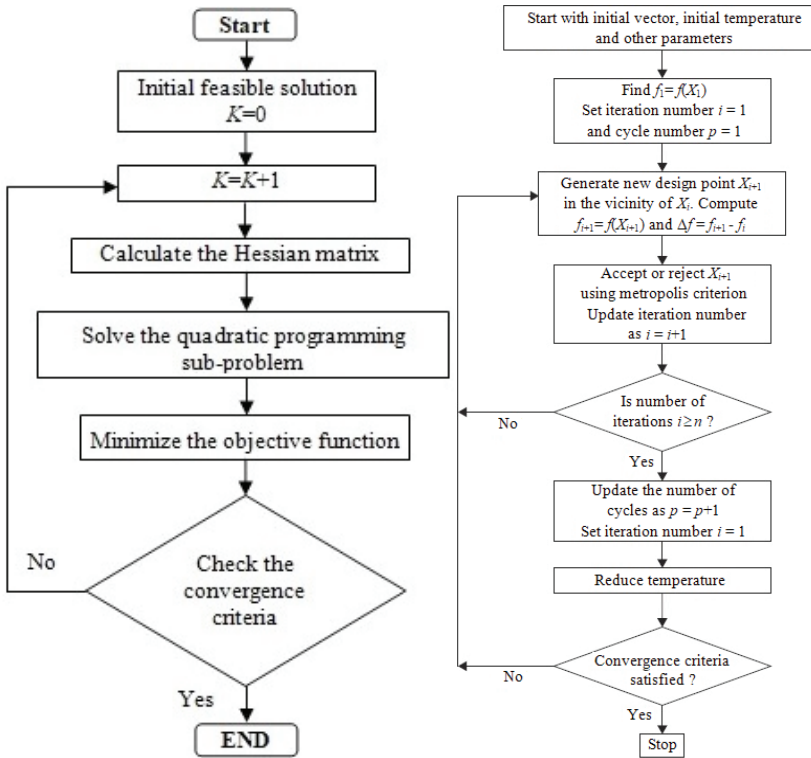 Start
Initial feasible solution
K=0
K=K+1
Calculate the Hessian matrix
Solve the quadratic programming
sub-problem
Minimize the objective function
No
Check the
convergence
criteria
Yes
END
Start with initial vector, initial temperature
and other parameters
Find f₁=f(X₁)
Set iteration number i = 1
and cycle number p = 1
Generate new design point Xᵢ₊₁
in the vicinity of Xᵢ. Compute
fᵢ₊₁=f(Xᵢ₊₁) and Δf = fᵢ₊₁ - fᵢ
Accept or reject Xᵢ₊₁
using metropolis criterion
Update iteration number
as i = i+1
Is number of
iterations i≥n ?
No
Yes
Update the number of
cycles as p = p+1
Set iteration number i = 1
Reduce temperature
Convergence criteria
satisfied ?
No
Yes
Stop